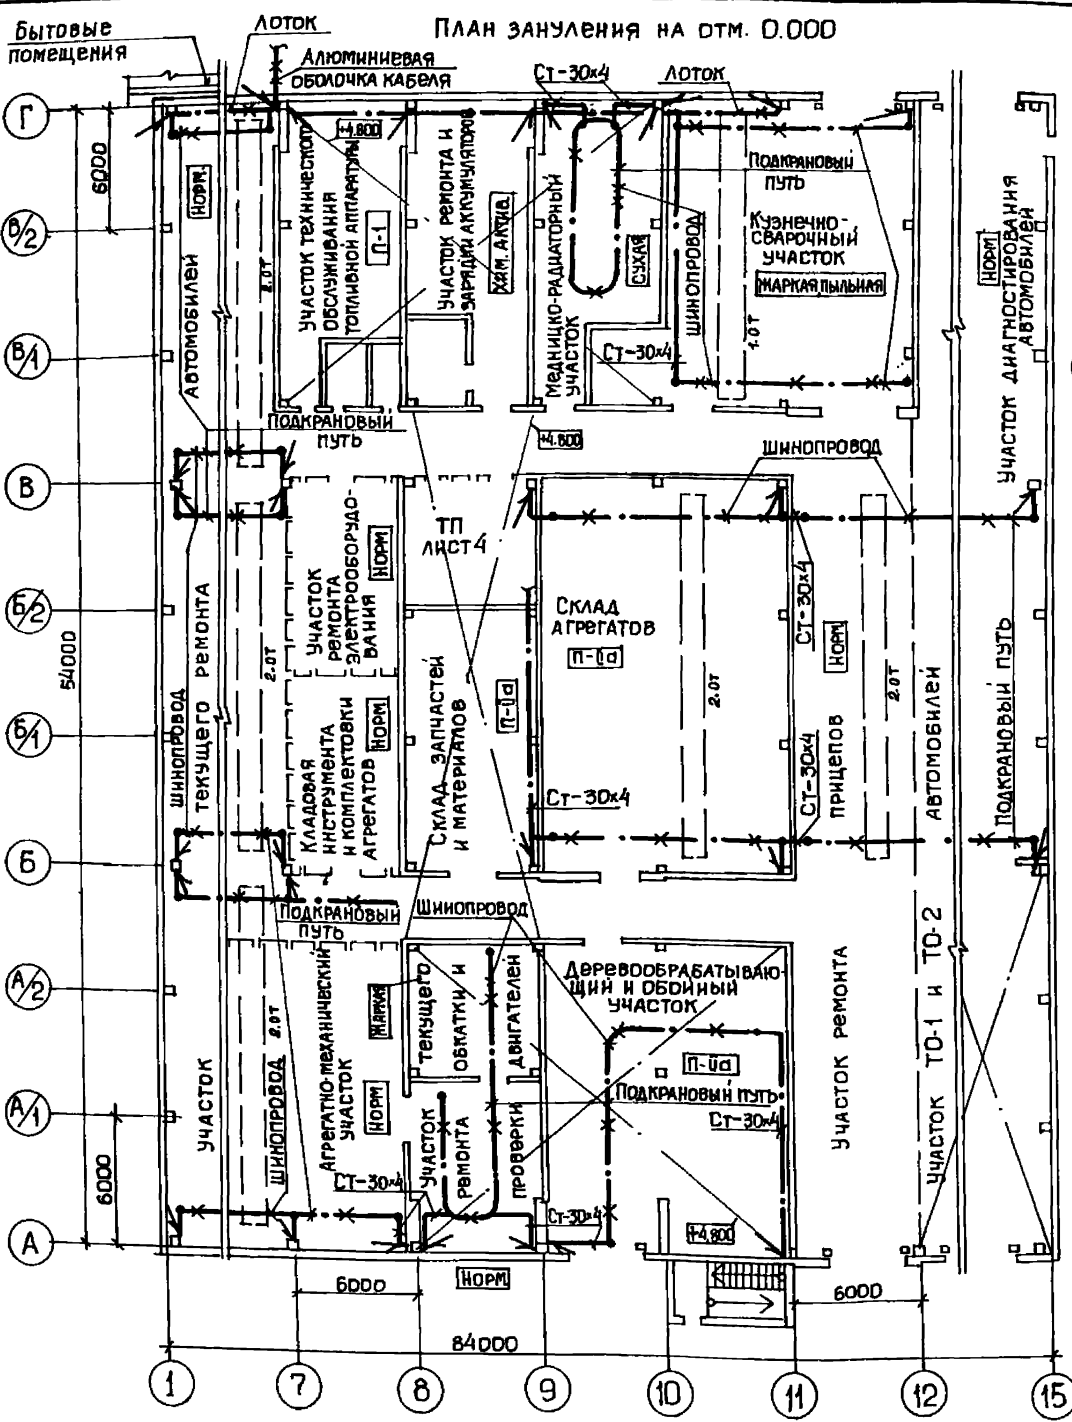 ПЛАН ЗАНУЛЕНИЯ НА ОТМ. 0.000
Бытовые
помещения
Лоток
Алюминиевая
оболочка кабеля
Ст-30х4
Лоток
Г
6000
НОРМ.
+4.800
Участок технического
обслуживания
топливной аппаратуры
П-1
Участок ремонта и
зарядки аккумуляторов
ХИМ. АКТИВ.
Медницко-радиаторный
участок
СУХАЯ
Шинопровод
Подкрановый
путь
Кузнечно-
сварочный
участок
ЖАРКАЯ ПЫЛЬНАЯ
НОРМ
Участок диагностирования
автомобилей
В/2
2.0т
1.0т
автомобилей
В/1
Ст-30х4
Подкрановый
путь
+4.800
Шинопровод
В
ТП
лист 4
НОРМ
Участок
ремонта
электрооборудо-
вания
Б/2
Склад
агрегатов
П-IIа
Ст-30х4
НОРМ
54000
Шинопровод
текущего ремонта
2.0т
2.0т
2.0т
Б/1
Кладовая
инструмента
и комплектовки
агрегатов
НОРМ
Склад запчастей
и материалов
П-IIа
Ст-30х4
Ст-30х4
прицепов
автомобилей
Подкрановый путь
Б
Подкрановый
путь
Шинопровод
А/2
Деревообрабатываю-
щий и обойный
участок
П-IIа
Подкрановый путь
Ст-30х4
ЖАРКАЯ
текущего
обкатки и
двигателей
2.0т
Шинопровод
Агрегатно-механический
участок
НОРМ
Участок
Участок
ремонта
проверки
Участок ремонта
Участок ТО-1 и ТО-2
А/1
6000
Ст-30х4
Ст-30х4
+4.800
А
НОРМ
6000
6000
84000
1
7
8
9
10
11
12
15